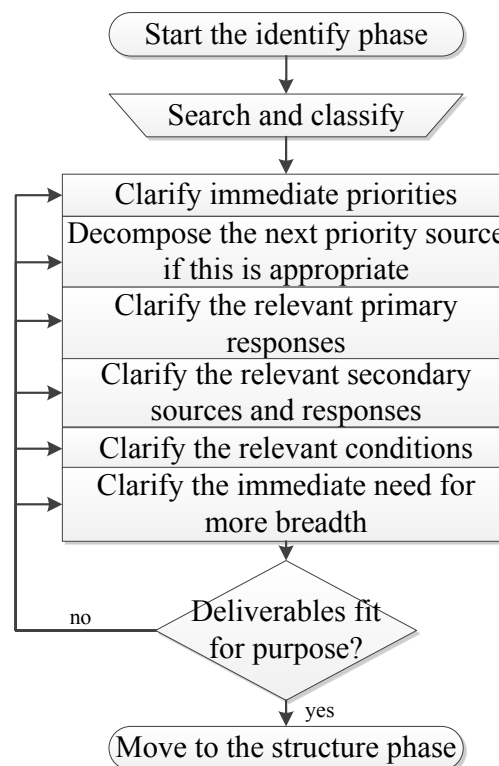 Start the identify phase
Search and classify
Clarify immediate priorities
Decompose the next priority source
if this is appropriate
Clarify the relevant primary
responses
Clarify the relevant secondary
sources and responses
Clarify the relevant conditions
Clarify the immediate need for
more breadth
Deliverables fit
for purpose?
no
yes
Move to the structure phase